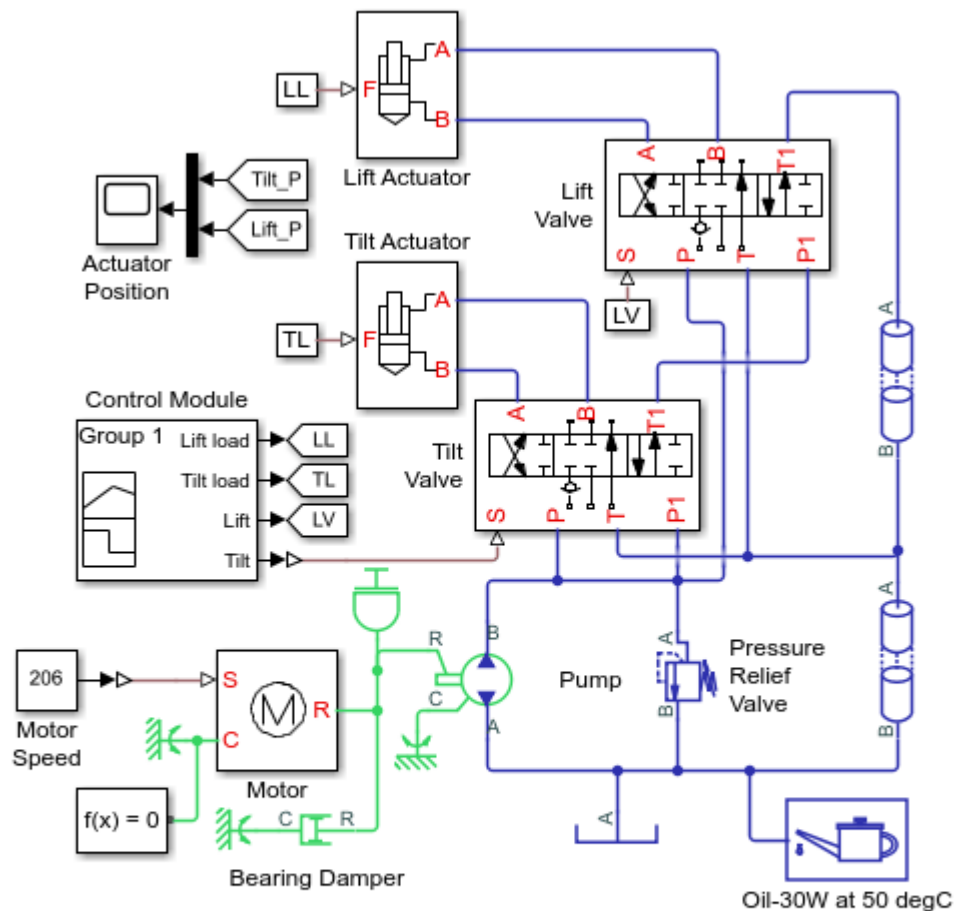 LL
F
A
B
Lift Actuator
A
B
T1
Lift
Valve
S
P
T
P1
LV
Tilt_P
Lift_P
Actuator
Position
Tilt Actuator
TL
F
A
B
A
B
T1
Tilt
Valve
S
P
T
P1
A
B
Control Module
Group 1
Lift load
LL
Tilt load
TL
Lift
LV
Tilt
206
Motor
Speed
S
C
M
R
Motor
f(x) = 0
C
R
Bearing Damper
R
C
B
A
Pump
A
B
Pressure
Relief
Valve
A
B
A
Oil-30W at 50 degC